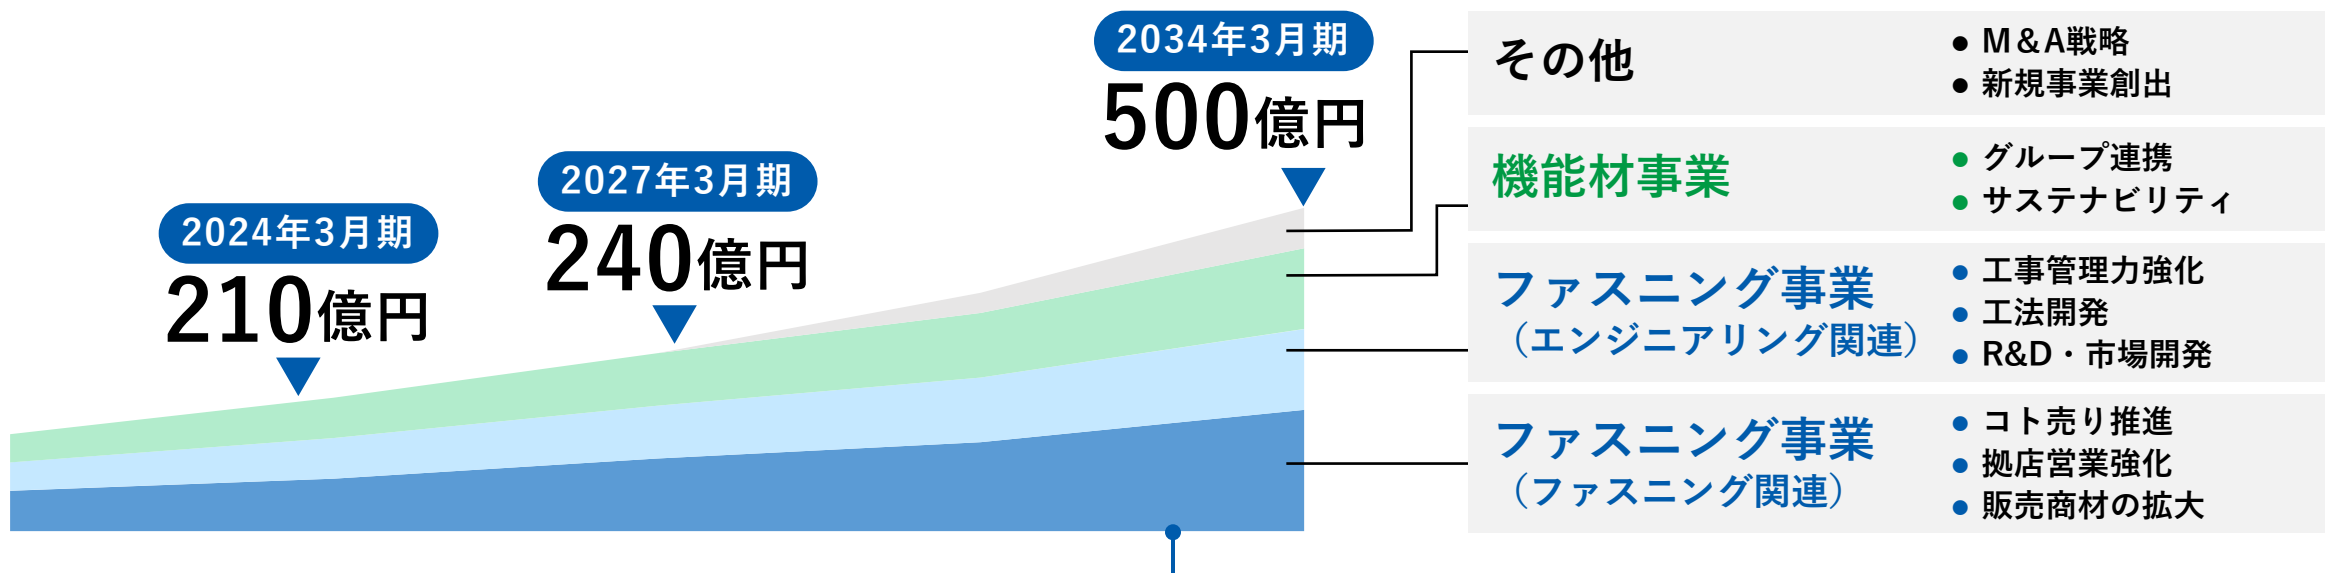 2024年3月期
210億円
2027年3月期
240億円
2034年3月期
500億円
その他
● M&A戦略
● 新規事業創出
機能材事業
● グループ連携
● サステナビリティ
ファスニング事業
（エンジニアリング関連）
● 工事管理力強化
● 工法開発
● R&D・市場開発
ファスニング事業
（ファスニング関連）
● コト売り推進
● 拠店営業強化
● 販売商材の拡大